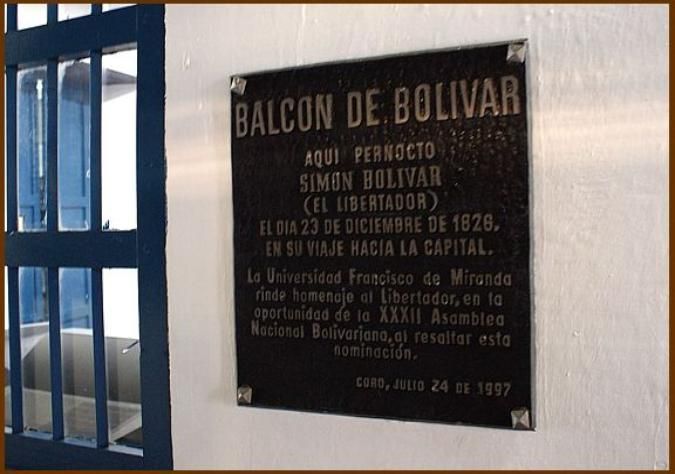 BALCON DE BOLIVAR
AQUI PERNOCTO
SIMON BOLIVAR
(EL LIBERTADOR)
EL DIA 23 DE DICIEMBRE DE 1826,
EN SU VIAJE HACIA LA CAPITAL.
La Universidad Francisco de Miranda
rinde homenaje al Libertador, en la
oportunidad de la XXXII Asamblea
Nacional Bolivariana, al resaltar esta
nominación.
CORO, JULIO 24 DE 1997